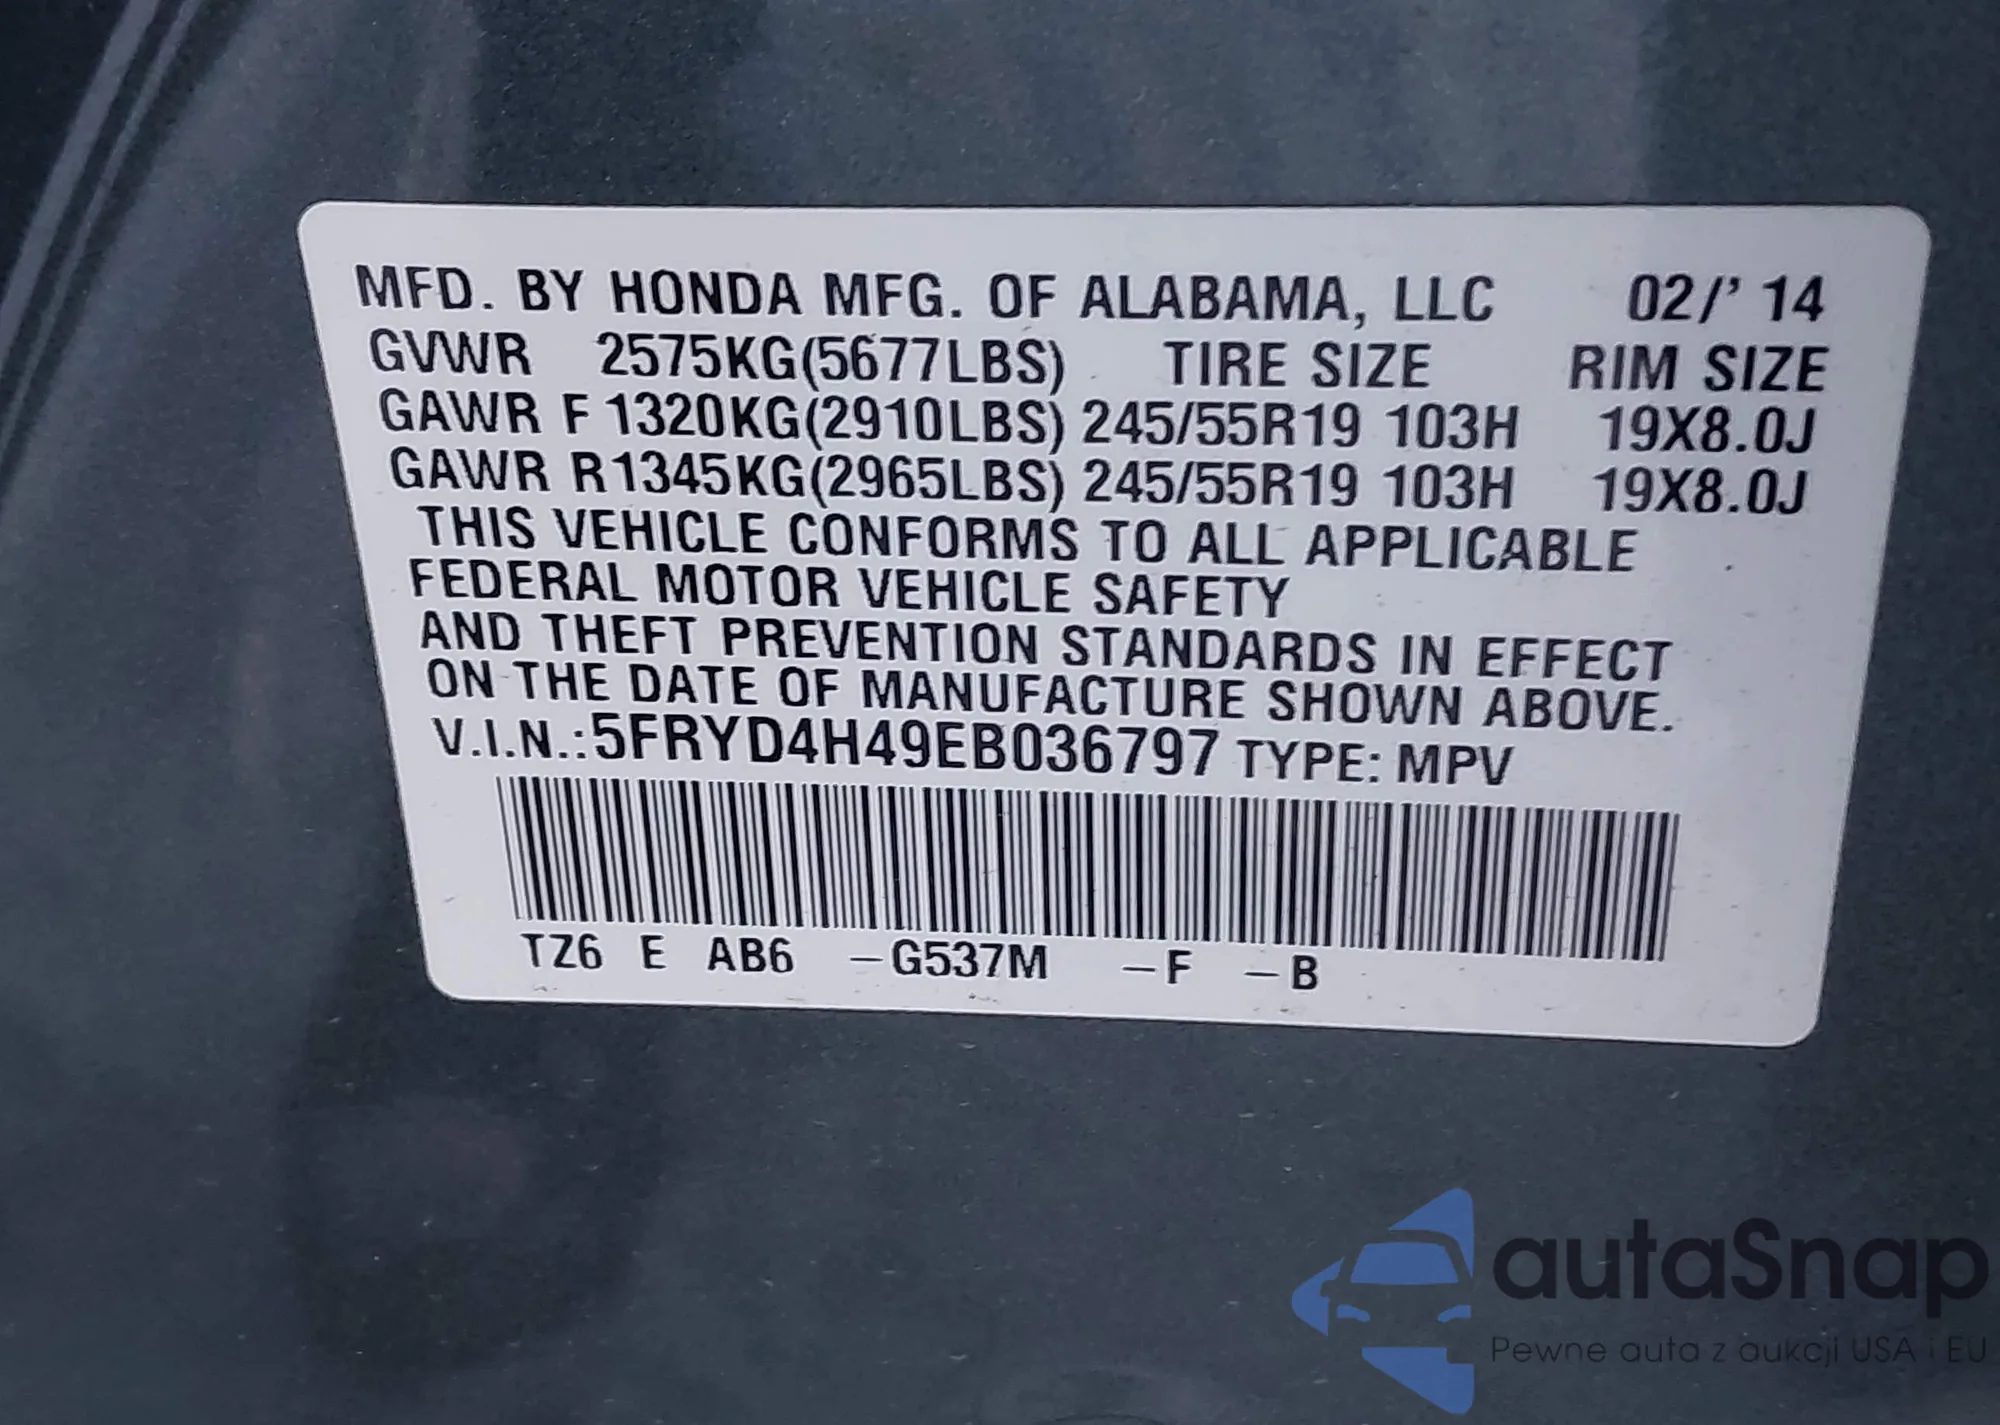 MFD. BY HONDA MFG. OF ALABAMA, LLC 02/' 14
GVWR 2575KG(5677LBS) TIRE SIZE RIM SIZE
GAWR F 1320KG(2910LBS) 245/55R19 103H 19X8.0J
GAWR R1345KG(2965LBS) 245/55R19 103H 19X8.0J
THIS VEHICLE CONFORMS TO ALL APPLICABLE
FEDERAL MOTOR VEHICLE SAFETY
AND THEFT PREVENTION STANDARDS IN EFFECT
ON THE DATE OF MANUFACTURE SHOWN ABOVE.
V.I.N.:5FRYD4H49EB036797 TYPE: MPV
TZ6 E AB6 –G537M –F –B
autaSnap
Pewne auta z aukcji USA i EU